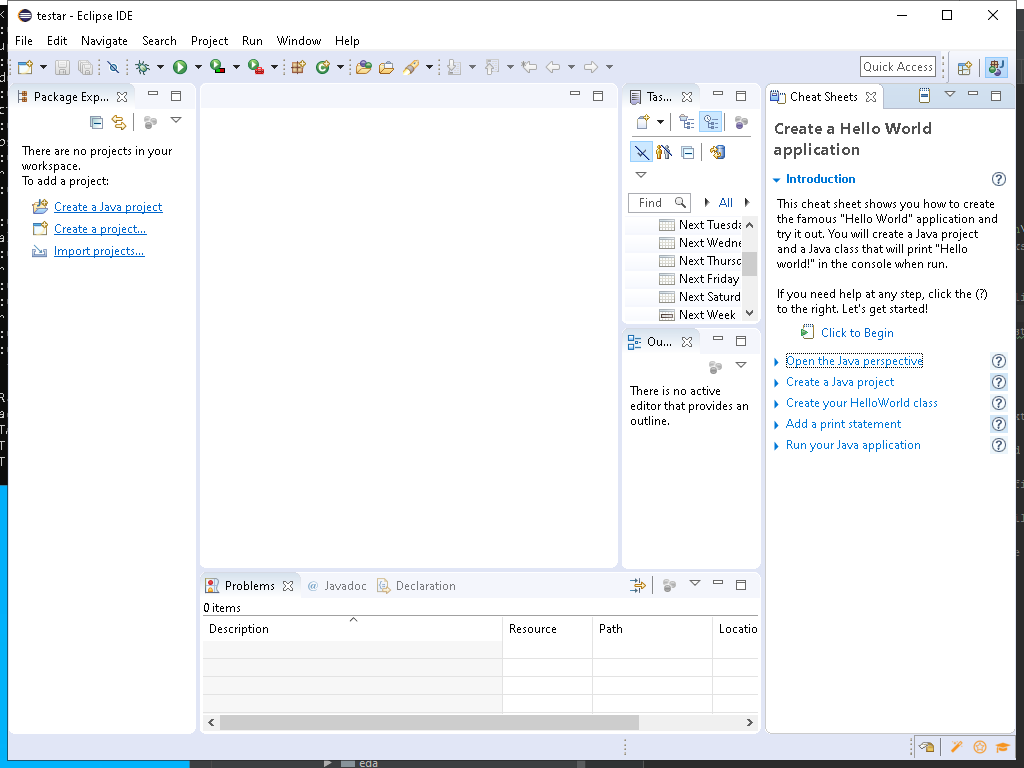 testar - Eclipse IDE
File Edit Navigate Search Project Run Window Help
Quick Access
Package Exp...
There are no projects in your
workspace.
To add a project:
Create a Java project
Create a project...
Import projects...
Tas...
Find
All
Next Tuesda
Next Wedne
Next Thursd
Next Friday
Next Saturd
Next Week
Ou...
There is no active
editor that provides an
outline.
Cheat Sheets
Create a Hello World
application
Introduction
This cheat sheet shows you how to create
the famous "Hello World" application and
try it out. You will create a Java project
and a Java class that will print "Hello
world!" in the console when run.
If you need help at any step, click the (?)
to the right. Let's get started!
Click to Begin
Open the Java perspective
Create a Java project
Create your HelloWorld class
Add a print statement
Run your Java application
Problems @ Javadoc Declaration
0 items
Description Resource Path Locatio
eda